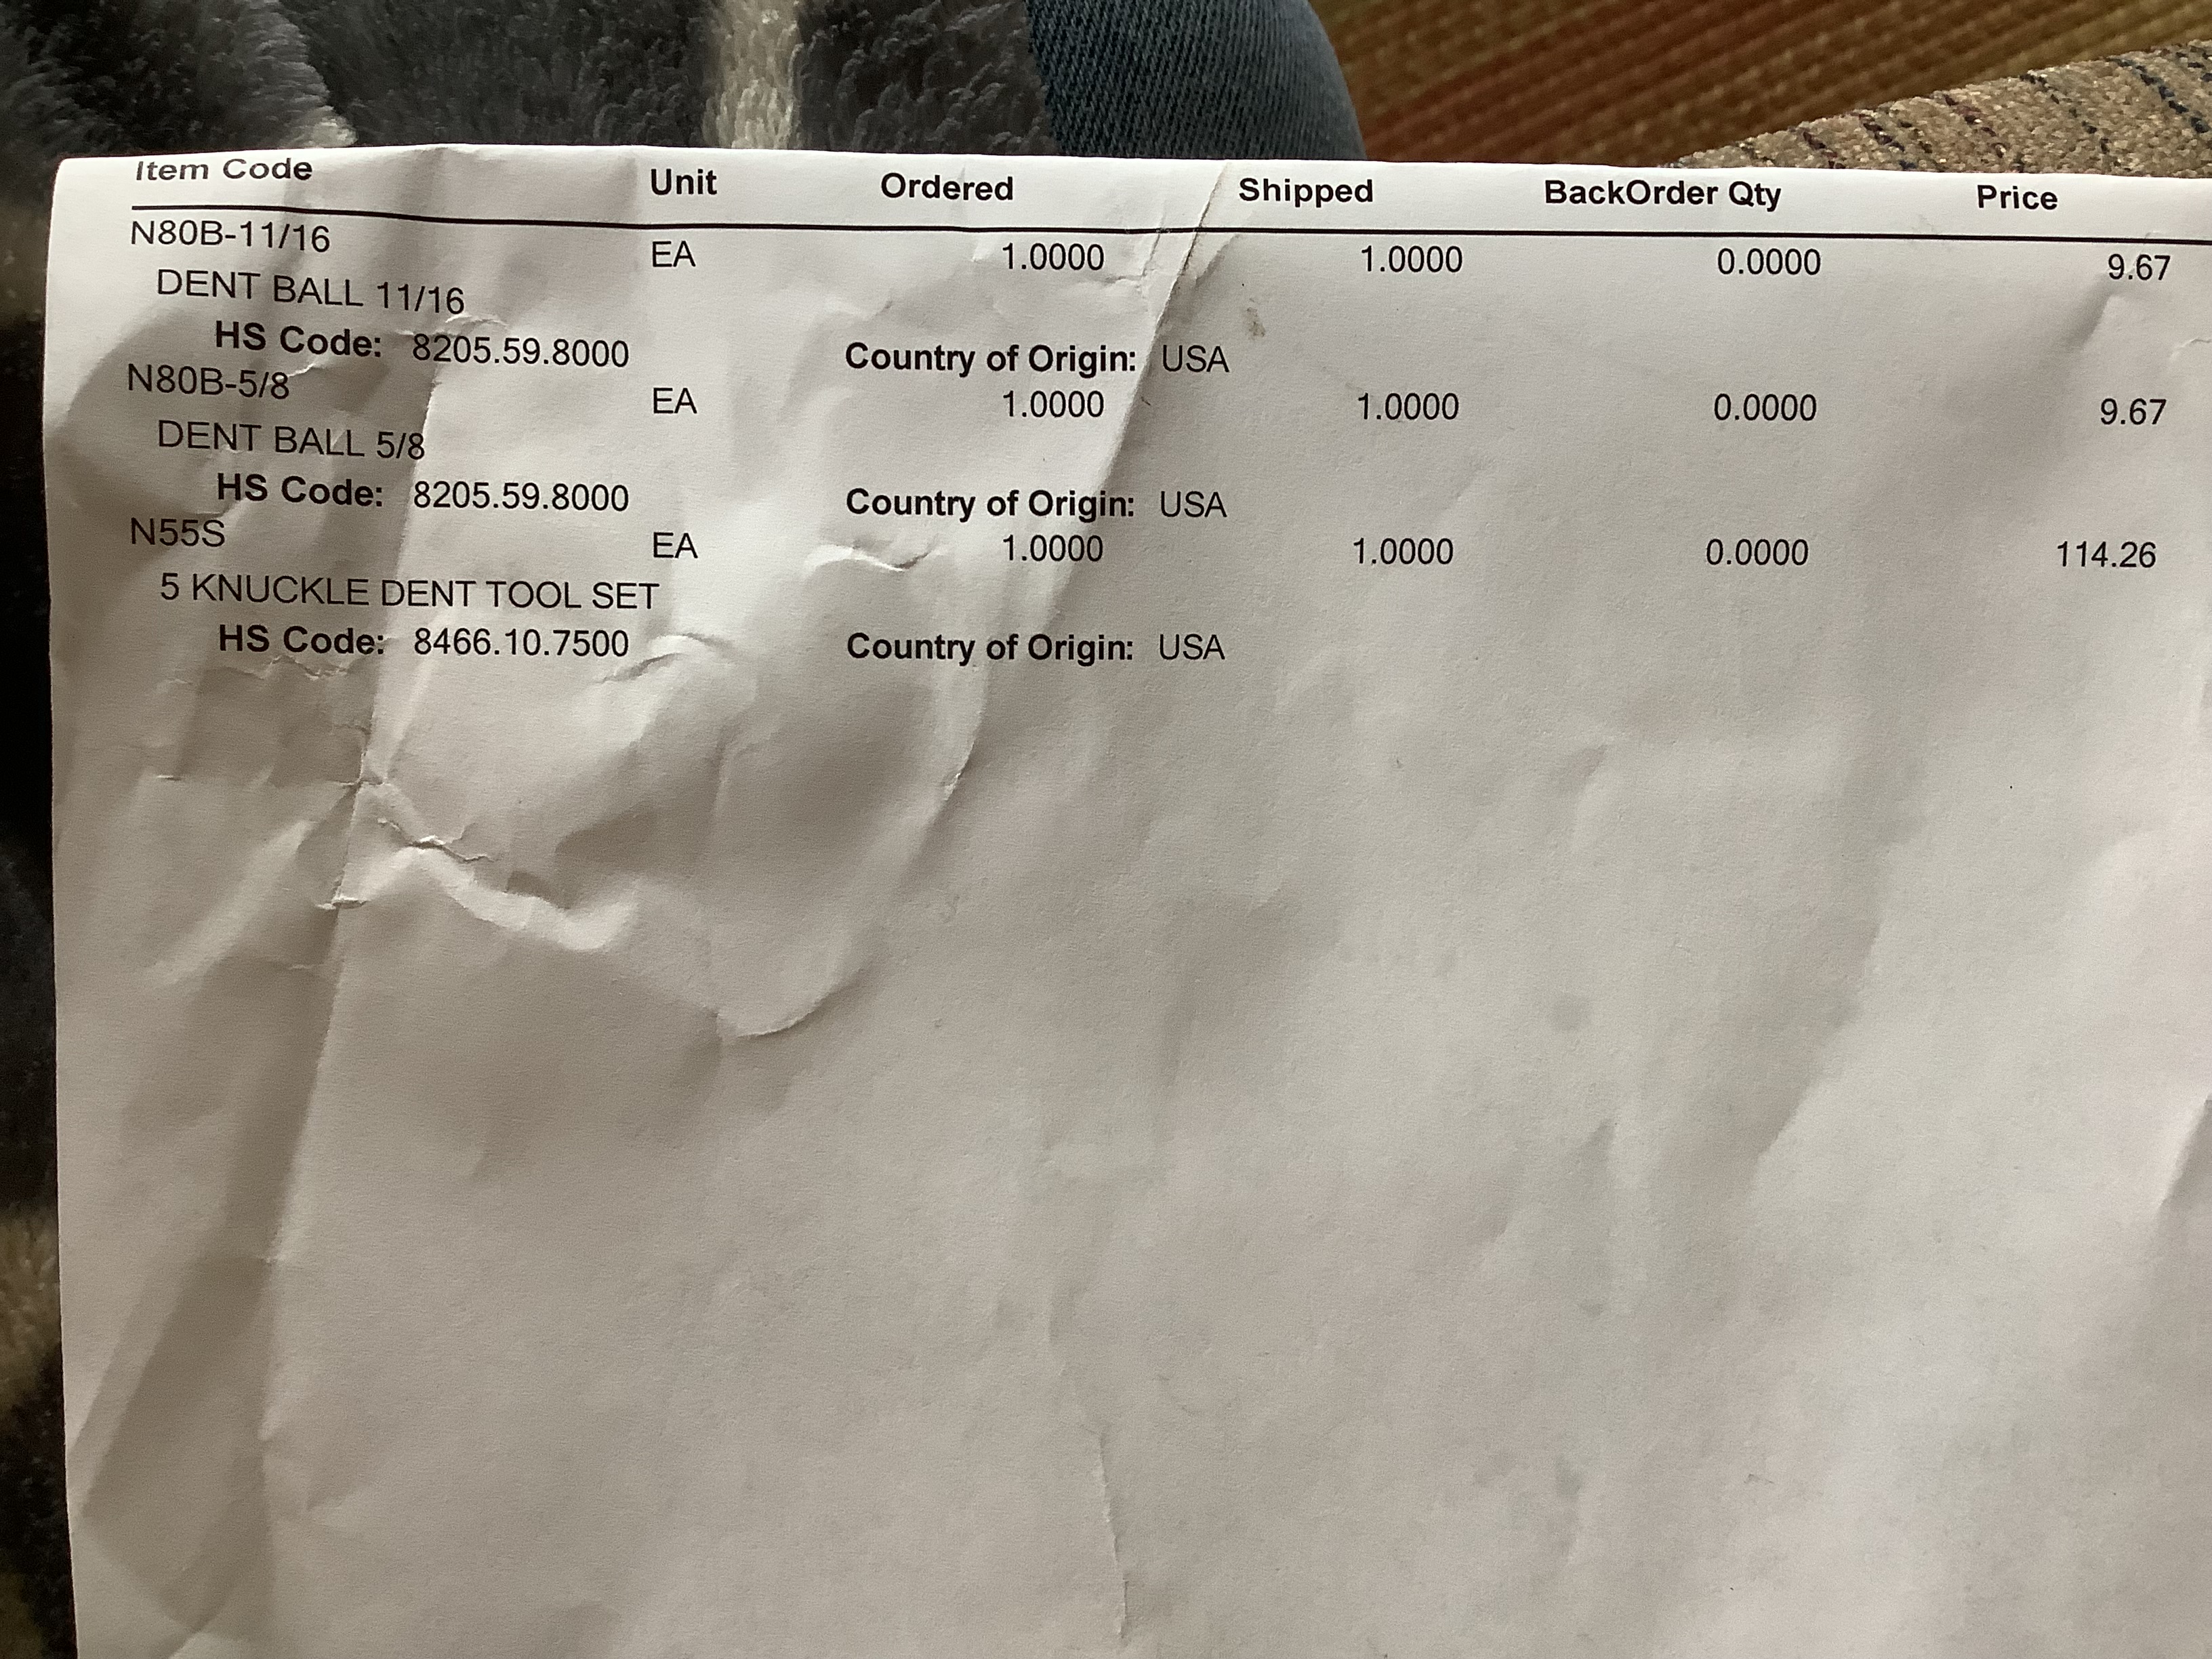 Item Code Unit Ordered Shipped BackOrder Qty Price
N80B-11/16 EA 1.0000 1.0000 0.0000 9.67
DENT BALL 11/16
HS Code: 8205.59.8000 Country of Origin: USA
N80B-5/8 EA 1.0000 1.0000 0.0000 9.67
DENT BALL 5/8
HS Code: 8205.59.8000 Country of Origin: USA
N55S EA 1.0000 1.0000 0.0000 114.26
5 KNUCKLE DENT TOOL SET
HS Code: 8466.10.7500 Country of Origin: USA